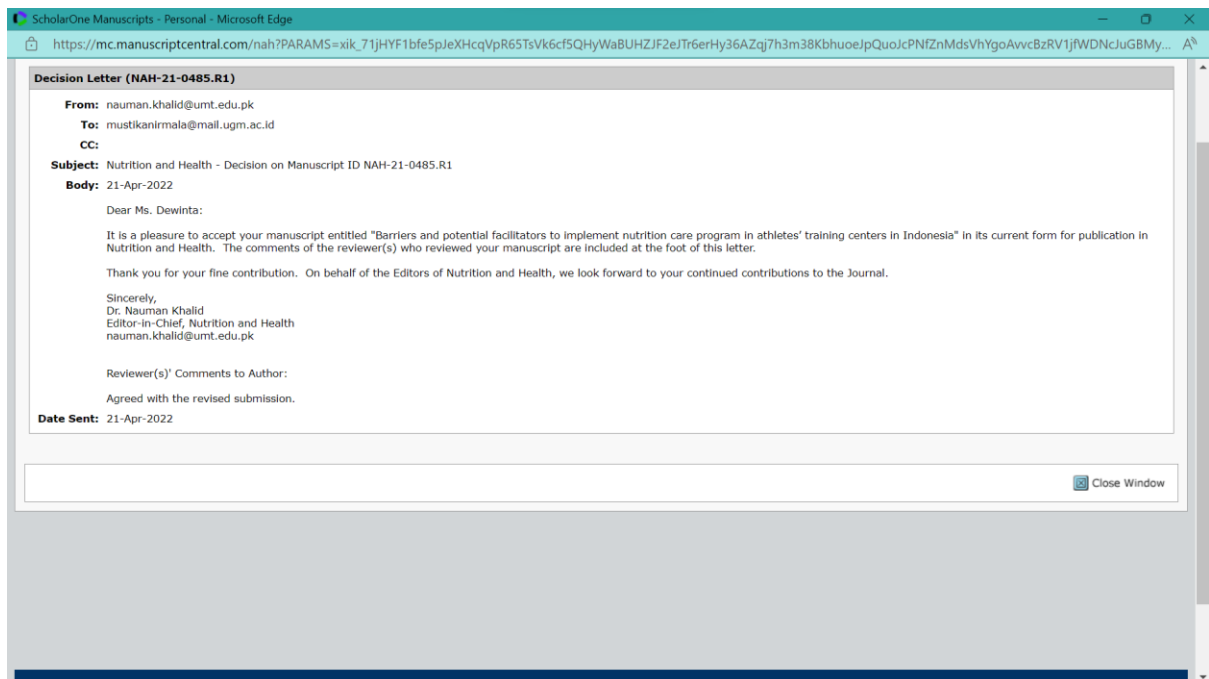 ScholarOne Manuscripts - Personal - Microsoft Edge
https://mc.manuscriptcentral.com/nah?PARAMS=xik_71jHYF1bfe5pJeXHcqVpR65TsVk6cf5QHyWaBUHZJF2eJTr6erHy36AZqj7h3m38KbhuoeJpQuoJcPNfZnMdsVhYgoAvvcBzRV1jfWDNcJuGBMy...
Decision Letter (NAH-21-0485.R1)
From: nauman.khalid@umt.edu.pk
To: mustikanirmala@mail.ugm.ac.id
CC:
Subject: Nutrition and Health - Decision on Manuscript ID NAH-21-0485.R1
Body: 21-Apr-2022
Dear Ms. Dewinta:
It is a pleasure to accept your manuscript entitled "Barriers and potential facilitators to implement nutrition care program in athletes' training centers in Indonesia" in its current form for publication in
Nutrition and Health. The comments of the reviewer(s) who reviewed your manuscript are included at the foot of this letter.
Thank you for your fine contribution. On behalf of the Editors of Nutrition and Health, we look forward to your continued contributions to the Journal.
Sincerely,
Dr. Nauman Khalid
Editor-in-Chief, Nutrition and Health
nauman.khalid@umt.edu.pk
Reviewer(s)' Comments to Author:
Agreed with the revised submission.
Date Sent: 21-Apr-2022
Close Window